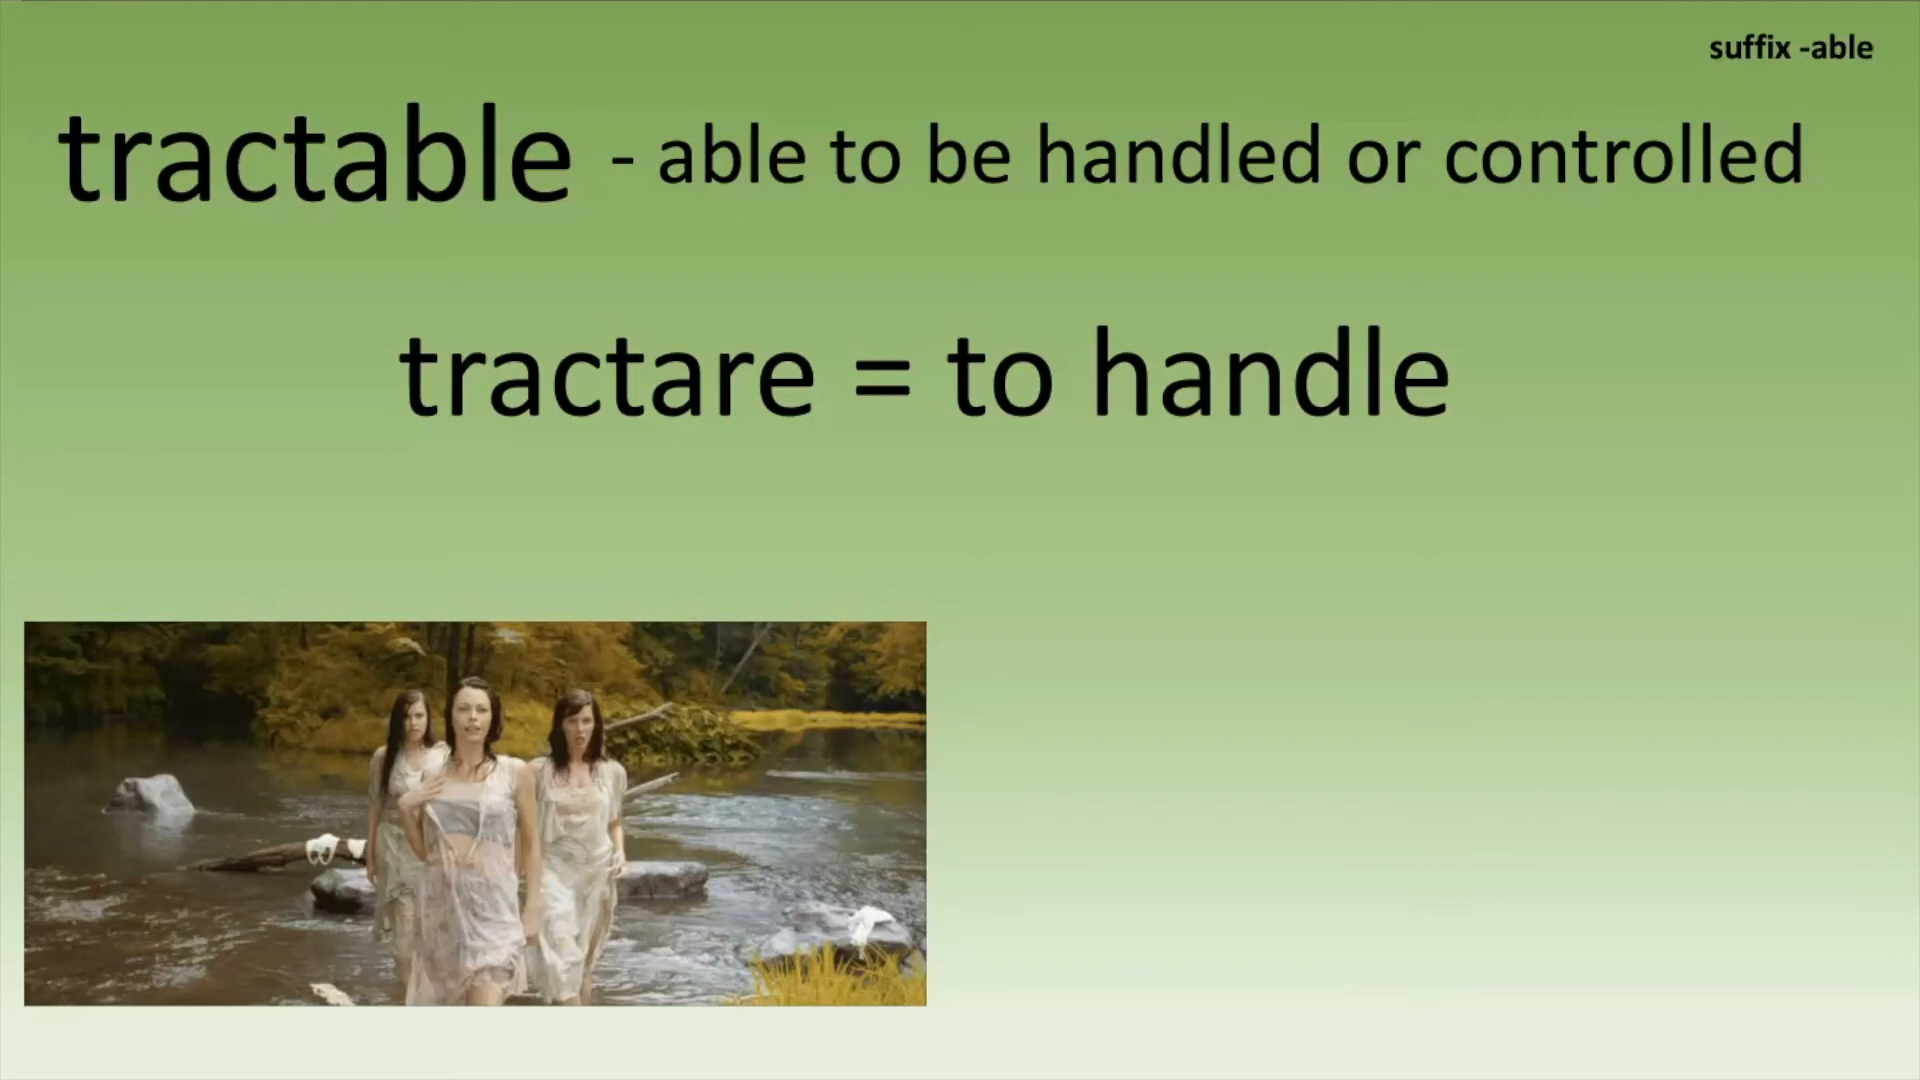 suffix -able
tractable - able to be handled or controlled
tractare = to handle